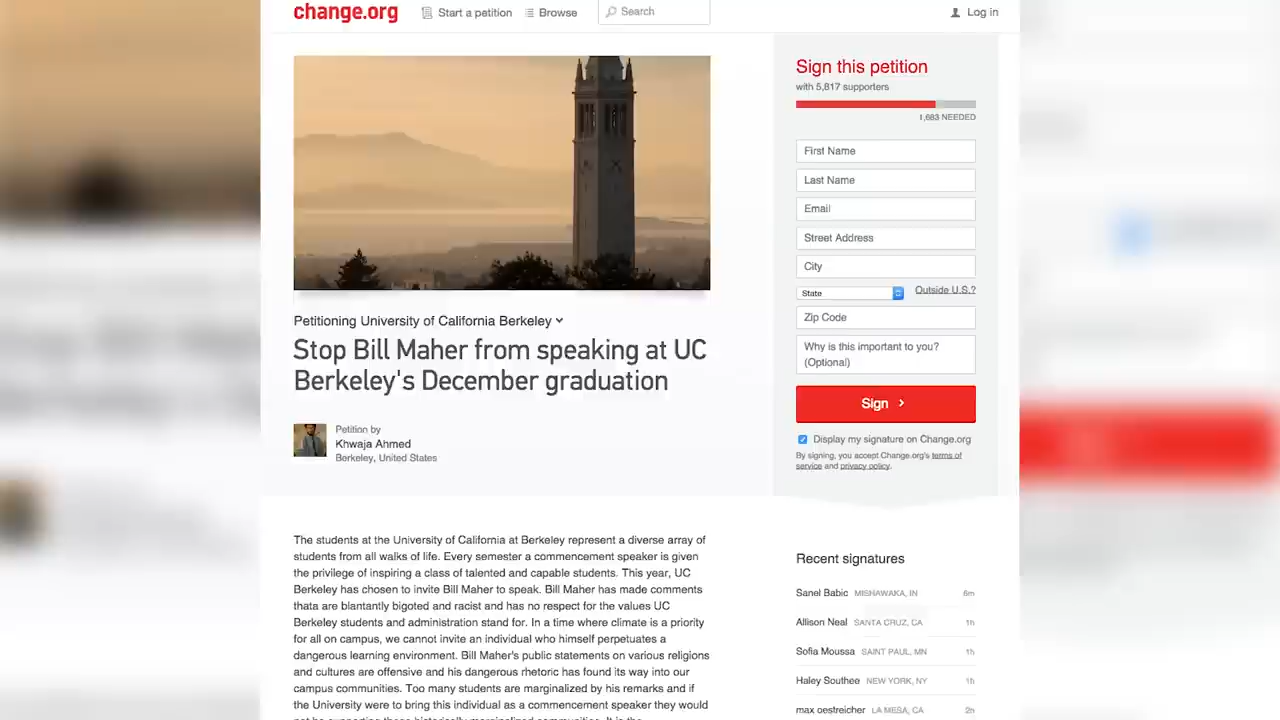 change.org
Start a petition
Browse
Search
Log in
Petitioning University of California Berkeley
Stop Bill Maher from speaking at UC
Berkeley's December graduation
Petition by
Khwaja Ahmed
Berkeley, United States
The students at the University of California at Berkeley represent a diverse array of
students from all walks of life. Every semester a commencement speaker is given
the privilege of inspiring a class of talented and capable students. This year, UC
Berkeley has chosen to invite Bill Maher to speak. Bill Maher has made comments
thata are blantantly bigoted and racist and has no respect for the values UC
Berkeley students and administration stand for. In a time where climate is a priority
for all on campus, we cannot invite an individual who himself perpetuates a
dangerous learning environment. Bill Maher's public statements on various religions
and cultures are offensive and his dangerous rhetoric has found its way into our
campus communities. Too many students are marginalized by his remarks and if
the University were to bring this individual as a commencement speaker they would
not be supporting these historically marginalized communities. It is the
Sign this petition
with 5,817 supporters
1,683 NEEDED
First Name
Last Name
Email
Street Address
City
State
Outside U.S.?
Zip Code
Why is this important to you?
(Optional)
Sign
Display my signature on Change.org
By signing, you accept Change.org's terms of
service and privacy policy.
Recent signatures
Sanel Babic MISHAWAKA, IN 6m
Allison Neal SANTA CRUZ, CA 1h
Sofia Moussa SAINT PAUL, MN 1h
Haley Southee NEW YORK, NY 1h
max oestreicher LA MESA, CA 2h